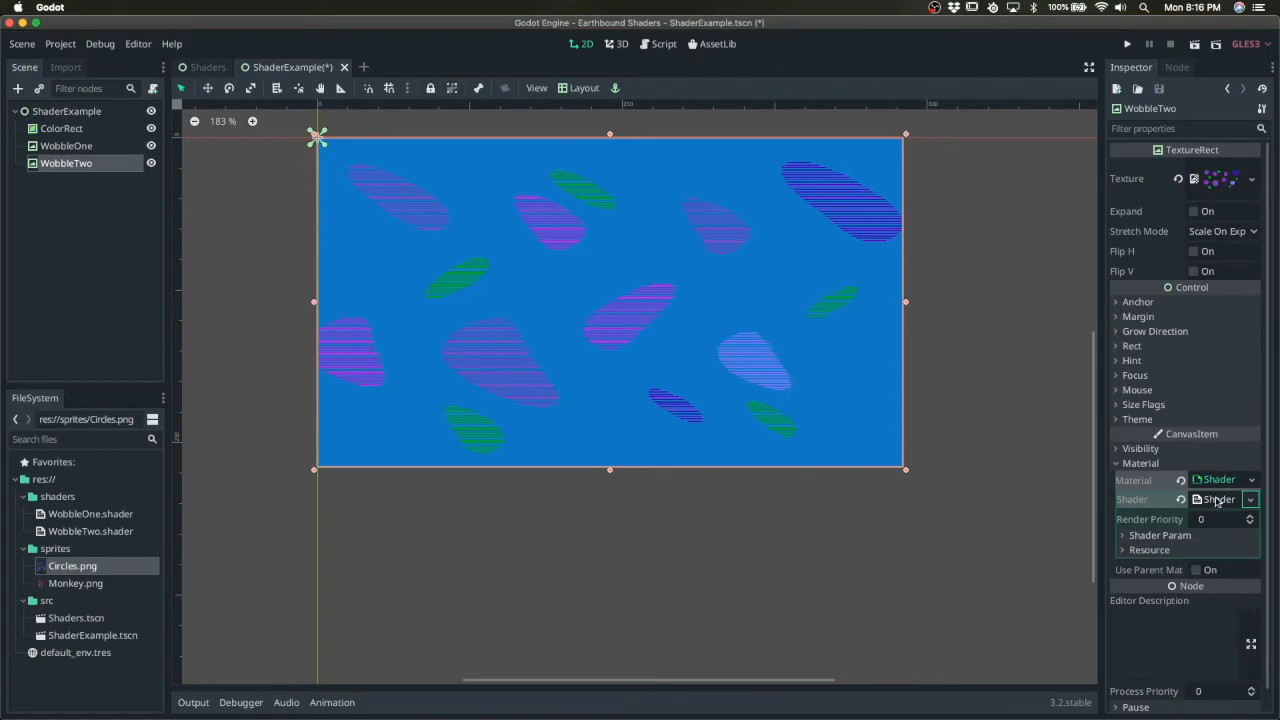 Godot
100%
Mon 8:16 PM
Godot Engine - Earthbound Shaders - ShaderExample.tscn (*)
Scene Project Debug Editor Help
2D 3D Script AssetLib
GLES3
Scene Import
Shaders ShaderExample(*)
Inspector Node
Filter nodes
View Layout
ShaderExample
ColorRect
WobbleOne
WobbleTwo
0 250 500
183 %
0
250
WobbleTwo
Filter properties
TextureRect
Texture
Expand On
Stretch Mode Scale On Exp
Flip H On
Flip V On
Control
Anchor
Margin
Grow Direction
Rect
Hint
Focus
Mouse
Size Flags
Theme
CanvasItem
Visibility
Material
Material Shader
Shader Shader
Render Priority 0
Shader Param
Resource
Use Parent Mat On
Node
Editor Description
Process Priority 0
Pause
FileSystem
res://sprites/Circles.png
Search files
Favorites:
res://
shaders
WobbleOne.shader
WobbleTwo.shader
sprites
Circles.png
Monkey.png
src
Shaders.tscn
ShaderExample.tscn
default_env.tres
Output Debugger Audio Animation
3.2.stable